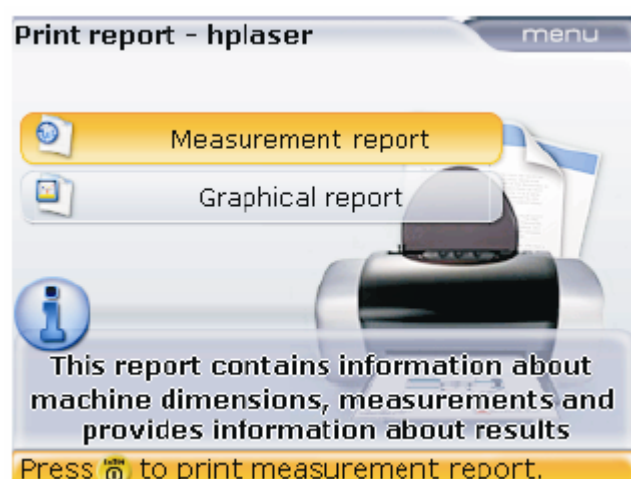 Print report - hplaser
menu
Measurement report
Graphical report
This report contains information about
machine dimensions, measurements and
provides information about results
Press to print measurement report.